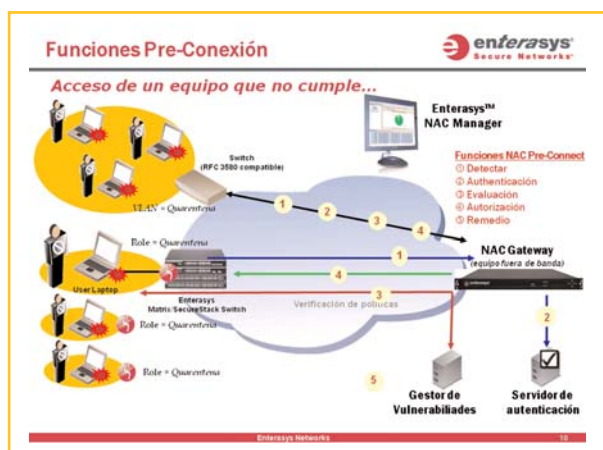 Funciones Pre-Conexión
enterasys
Secure Networks
Acceso de un equipo que no cumple...
Enterasys™
NAC Manager
Switch
(RFC 3580 compatible)
Funciones NAC Pre-Connect
① Detectar
② Authenticación
③ Evaluación
④ Autorización
⑤ Remedio
VLAN = Quarentena
1
2
3
4
Role = Quarentena
1
NAC Gateway
(equipo fuera de banda)
4
enterasys
User Laptop
3
Enterasys
Matrix/SecureStack Switch
Verificación de políticas
2
Role = Quarentena
Role = Quarentena
5
Gestor de
Vulnerabiliades
Servidor de
autenticación
Enterasys Networks
10